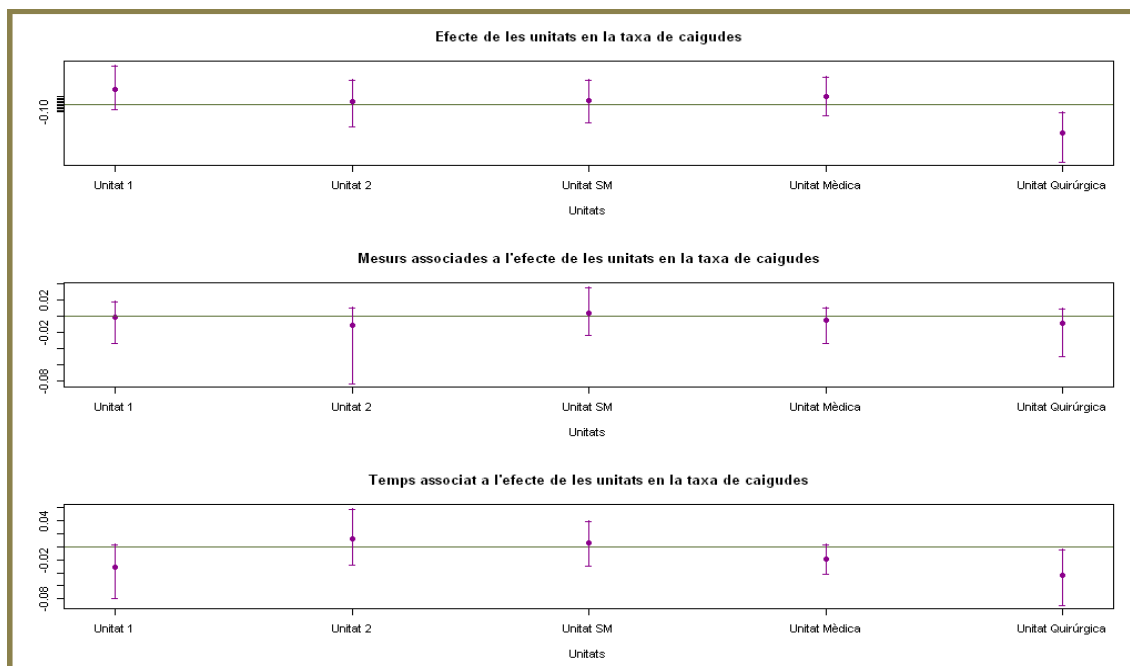 Efecte de les unitats en la taxa de caigudes
-0.10
Unitat 1 Unitat 2 Unitat SM Unitat Mèdica Unitat Quirúrgica
Unitats
Mesurs associades a l'efecte de les unitats en la taxa de caigudes
0.02
-0.02
-0.08
Unitat 1 Unitat 2 Unitat SM Unitat Mèdica Unitat Quirúrgica
Unitats
Temps associat a l'efecte de les unitats en la taxa de caigudes
0.04
-0.02
-0.08
Unitat 1 Unitat 2 Unitat SM Unitat Mèdica Unitat Quirúrgica
Unitats